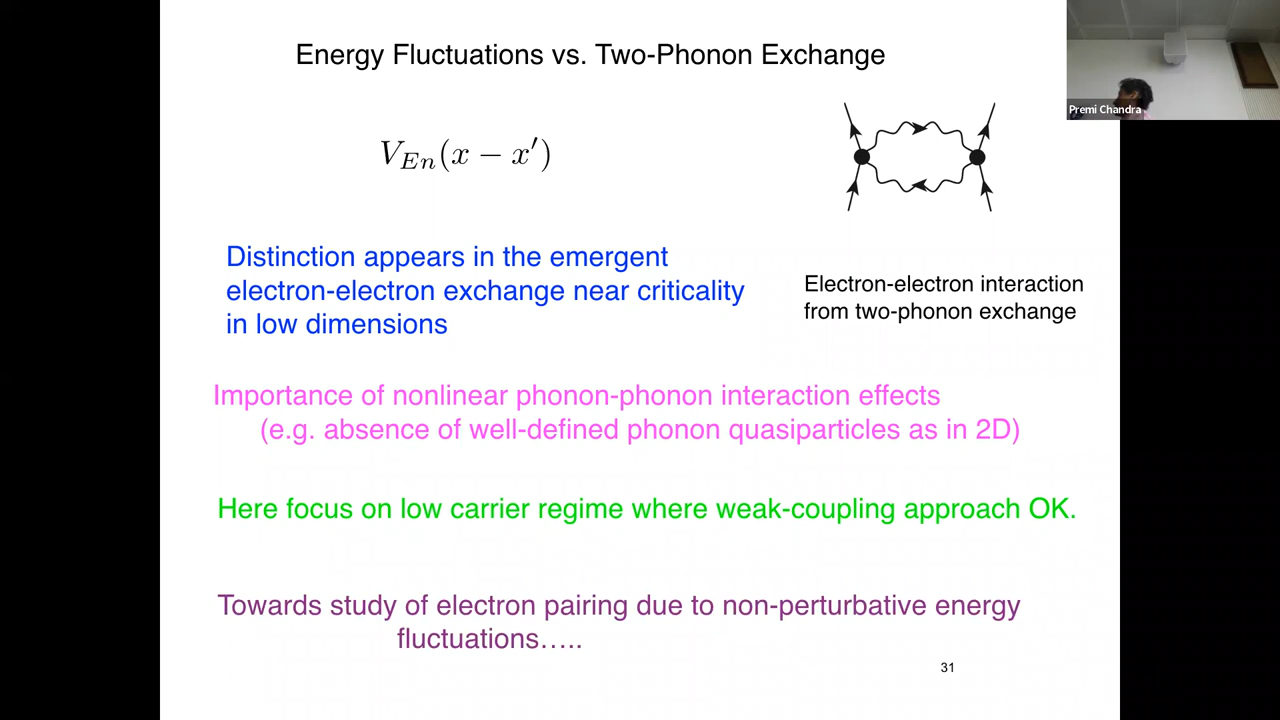 Energy Fluctuations vs. Two-Phonon Exchange
Premi Chandra
V_{En}(x − x′)
Distinction appears in the emergent
electron-electron exchange near criticality
in low dimensions
Electron-electron interaction
from two-phonon exchange
Importance of nonlinear phonon-phonon interaction effects
(e.g. absence of well-defined phonon quasiparticles as in 2D)
Here focus on low carrier regime where weak-coupling approach OK.
Towards study of electron pairing due to non-perturbative energy
fluctuations…..
31